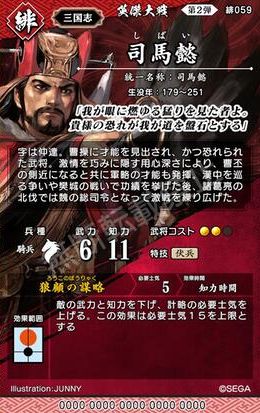 緋 三国志 英傑大戦 第2弾 緋059
しばい
司馬懿
統一名称：司馬懿
生没年：179～251
「我が眼に燃ゆる猛りを見た者よ。
貴様の恐れが我が道を盤石とする」
字は仲達。曹操に才能を見出され、かつ恐れられ
た武将。激情を巧みに隠す用心深さにより、曹丕
の側近になると共に軍略の才能も発揮。漢中を巡
る争いや樊城の戦いで功績を挙げた後、諸葛亮の
北伐では魏の総司令となって激戦を繰り広げた。
兵種 武力 知力 武将コスト
騎兵 6 11 特技 伏兵
ろうこのぼうりゃく 必要士気 効果時間
狼顧の謀略 5 知力時間
効果範囲
敵の武力と知力を下げ、計略の必要士気を
上げる。この効果は必要士気15を上限と
する
Illustration:JUNNY ©SEGA
0000-0000-0000-0000-0000